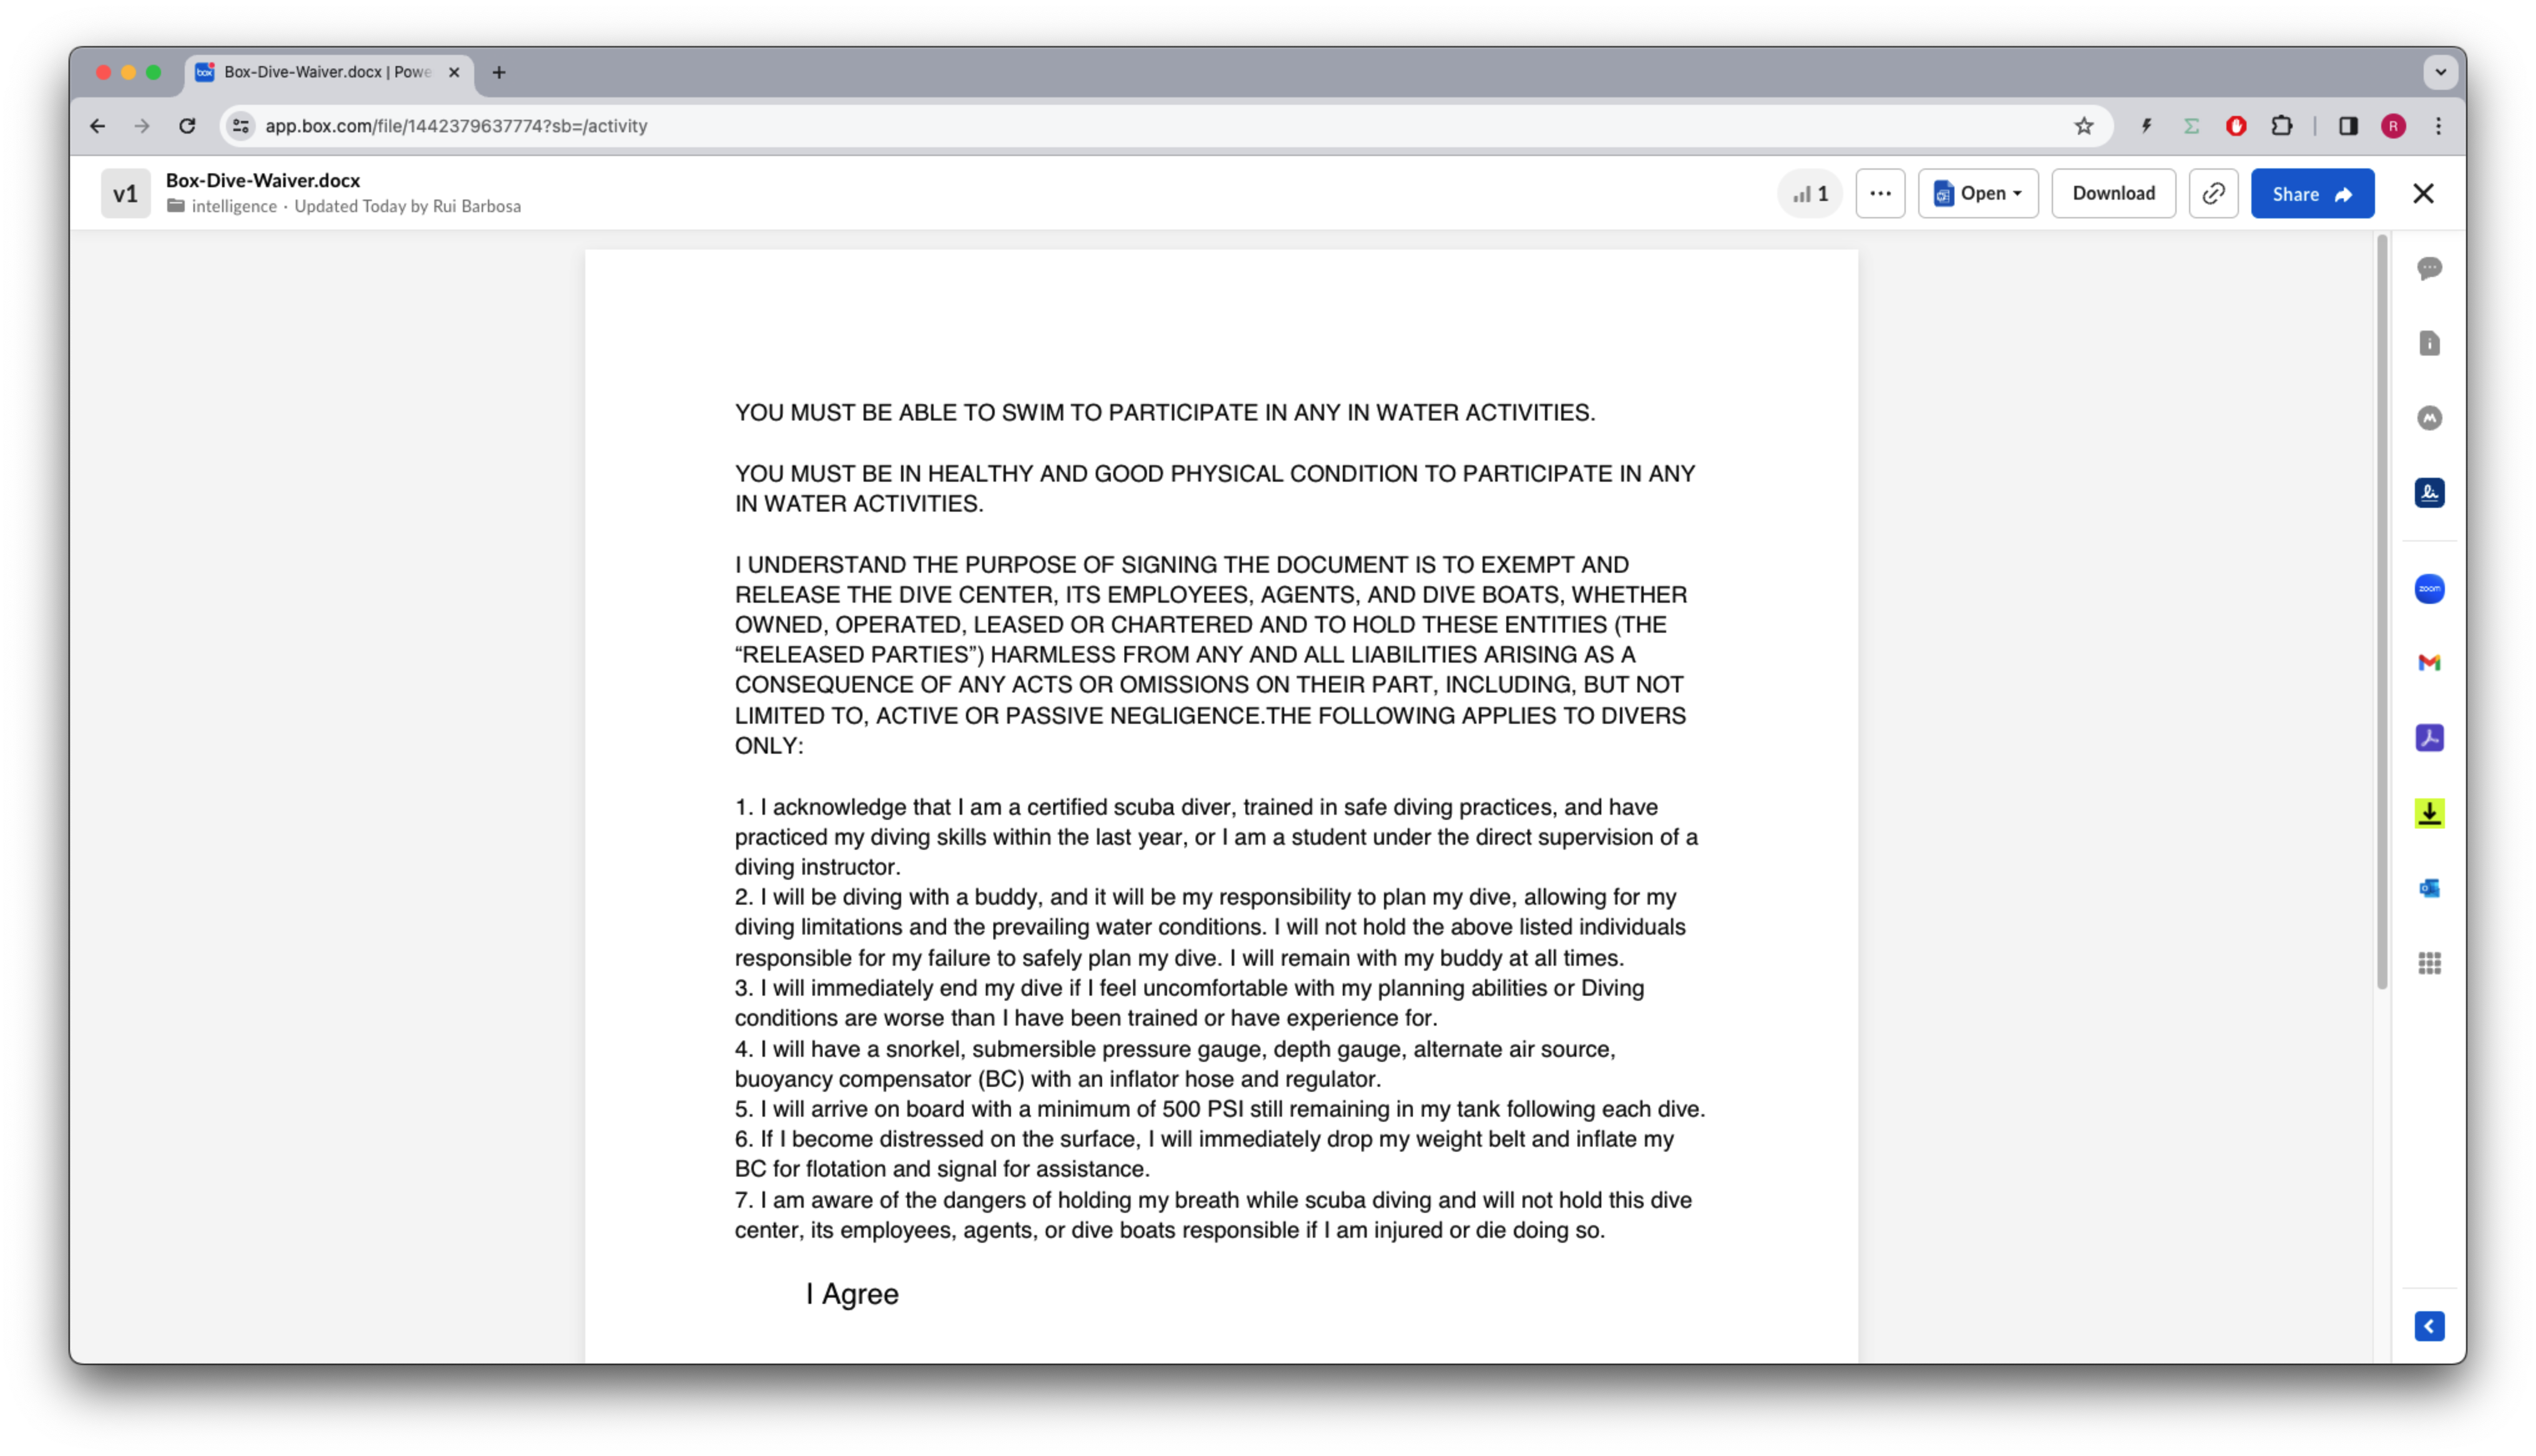 Box-Dive-Waiver.docx | Powe
app.box.com/file/1442379637774?sb=/activity
R
v1
Box-Dive-Waiver.docx
intelligence · Updated Today by Rui Barbosa
1
Open
Download
Share
YOU MUST BE ABLE TO SWIM TO PARTICIPATE IN ANY IN WATER ACTIVITIES.
YOU MUST BE IN HEALTHY AND GOOD PHYSICAL CONDITION TO PARTICIPATE IN ANY
IN WATER ACTIVITIES.
I UNDERSTAND THE PURPOSE OF SIGNING THE DOCUMENT IS TO EXEMPT AND
RELEASE THE DIVE CENTER, ITS EMPLOYEES, AGENTS, AND DIVE BOATS, WHETHER
OWNED, OPERATED, LEASED OR CHARTERED AND TO HOLD THESE ENTITIES (THE
“RELEASED PARTIES”) HARMLESS FROM ANY AND ALL LIABILITIES ARISING AS A
CONSEQUENCE OF ANY ACTS OR OMISSIONS ON THEIR PART, INCLUDING, BUT NOT
LIMITED TO, ACTIVE OR PASSIVE NEGLIGENCE.THE FOLLOWING APPLIES TO DIVERS
ONLY:
1. I acknowledge that I am a certified scuba diver, trained in safe diving practices, and have
practiced my diving skills within the last year, or I am a student under the direct supervision of a
diving instructor.
2. I will be diving with a buddy, and it will be my responsibility to plan my dive, allowing for my
diving limitations and the prevailing water conditions. I will not hold the above listed individuals
responsible for my failure to safely plan my dive. I will remain with my buddy at all times.
3. I will immediately end my dive if I feel uncomfortable with my planning abilities or Diving
conditions are worse than I have been trained or have experience for.
4. I will have a snorkel, submersible pressure gauge, depth gauge, alternate air source,
buoyancy compensator (BC) with an inflator hose and regulator.
5. I will arrive on board with a minimum of 500 PSI still remaining in my tank following each dive.
6. If I become distressed on the surface, I will immediately drop my weight belt and inflate my
BC for flotation and signal for assistance.
7. I am aware of the dangers of holding my breath while scuba diving and will not hold this dive
center, its employees, agents, or dive boats responsible if I am injured or die doing so.
I Agree
box
zoom